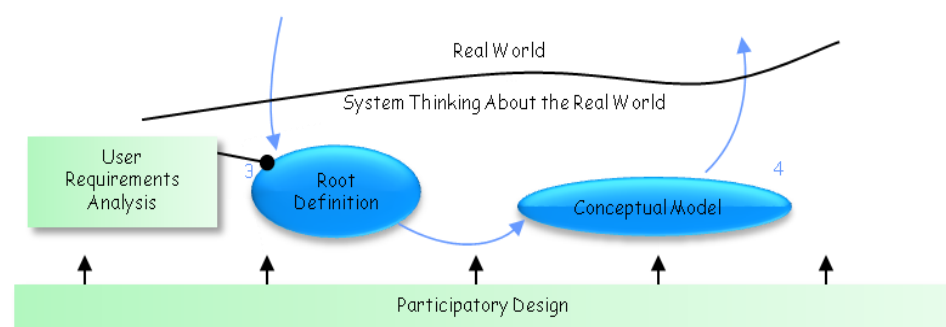 Real World
System Thinking About the Real World
User
Requirements
Analysis
3
Root
Definition
4
Conceptual Model
Participatory Design